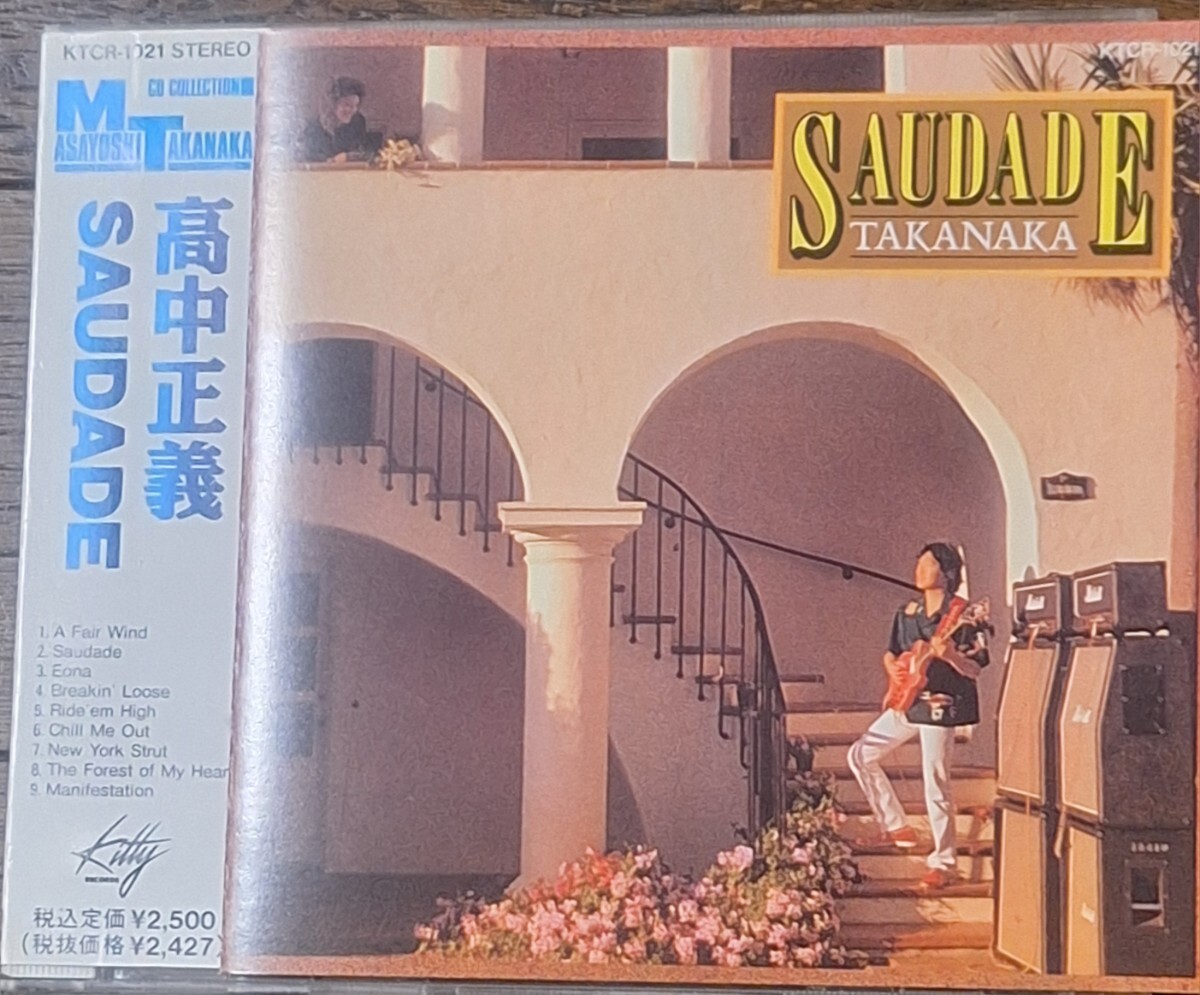 KTCR-1021 STEREO
CD COLLECTION
MASAYOSHI TAKANAKA
高中正義
SAUDADE
1. A Fair Wind
2. Saudade
3. Eona
4. Breakin' Loose
5. Ride'em High
6. Chill Me Out
7. New York Strut
8. The Forest of My Hear
9. Manifestation
Kitty
RECORDS
税込定価¥2,500
(税抜価格¥2,427)
KTCR-1021
SAUDADE
TAKANAKA